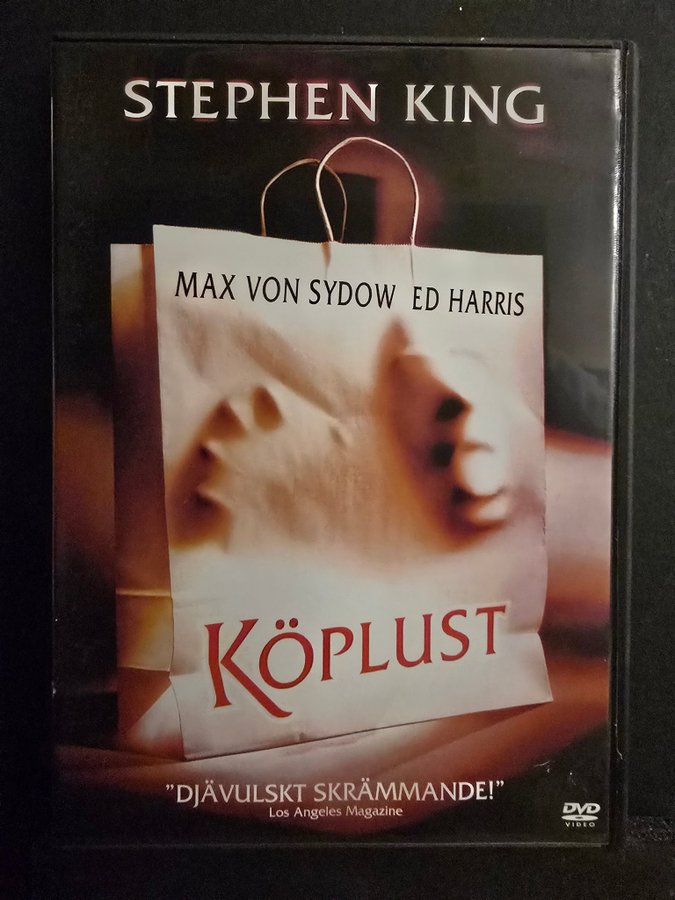 STEPHEN KING
MAX VON SYDOW ED HARRIS
KÖPLUST
"DJÄVULSKT SKRÄMMANDE!"
Los Angeles Magazine
DVD
VIDEO